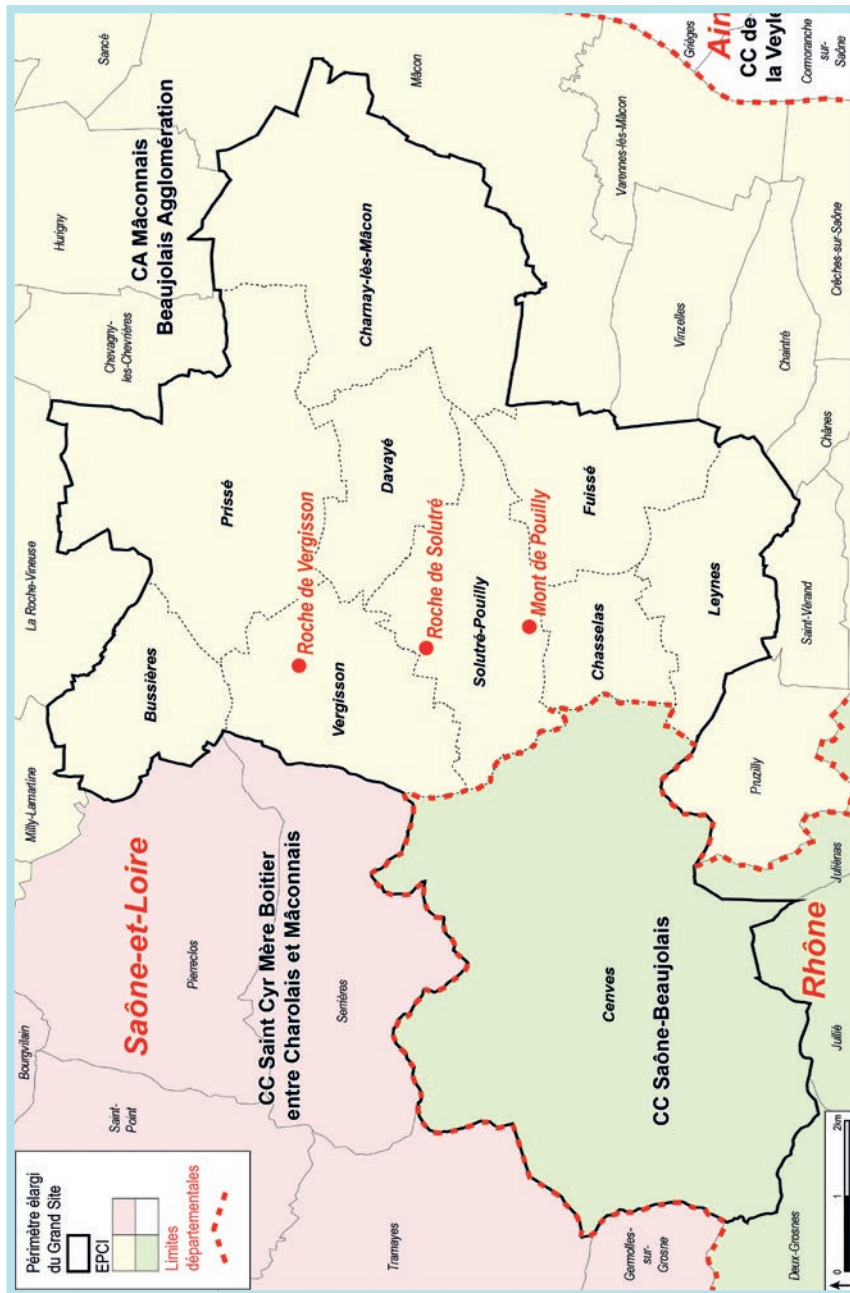 Périmètre élargi
du Grand Site
EPCI
Limites
départementales
Bourgvilain
Saint-
Point
Tramayes
Germolles-
sur-
Grosne
Deux-Grosnes
0
1
2km
Saône-et-Loire
Pierreclos
CC Saint Cyr Mère Boitier
entre Charolais et Mâconnais
Serrières
Cenves
CC Saône-Beaujolais
Rhône
Jullié
Juliénas
Pruzilly
Milly-Lamartine
La Roche-Vineuse
Bussières
Vergisson
Roche de Vergisson
Prissé
Davayé
Roche de Solutré
Solutré-Pouilly
Mont de Pouilly
Chasselas
Fuissé
Leynes
Saint-Vérand
Chânes
Chaintré
Crêches-sur-Saône
Vinzelles
Varennes-lès-Mâcon
Charnay-lès-Mâcon
Chevagny-
les-Chevrières
Hurigny
CA Mâconnais
Beaujolais Agglomération
Sancé
Mâcon
Grièges
Ain
CC de
la Veyle
Cormoranche
sur-
Saône